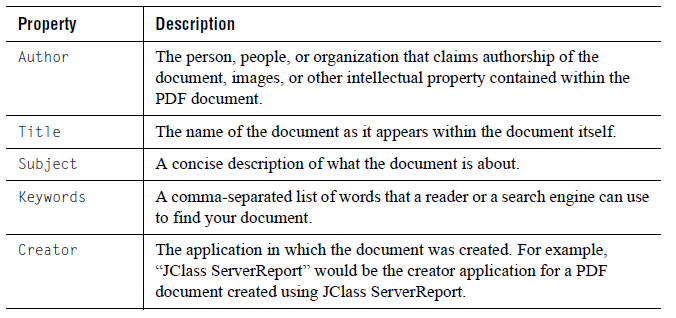 Property Description
Author The person, people, or organization that claims authorship of the
document, images, or other intellectual property contained within the
PDF document.
Title The name of the document as it appears within the document itself.
Subject A concise description of what the document is about.
Keywords A comma-separated list of words that a reader or a search engine can use
to find your document.
Creator The application in which the document was created. For example,
“JClass ServerReport” would be the creator application for a PDF
document created using JClass ServerReport.